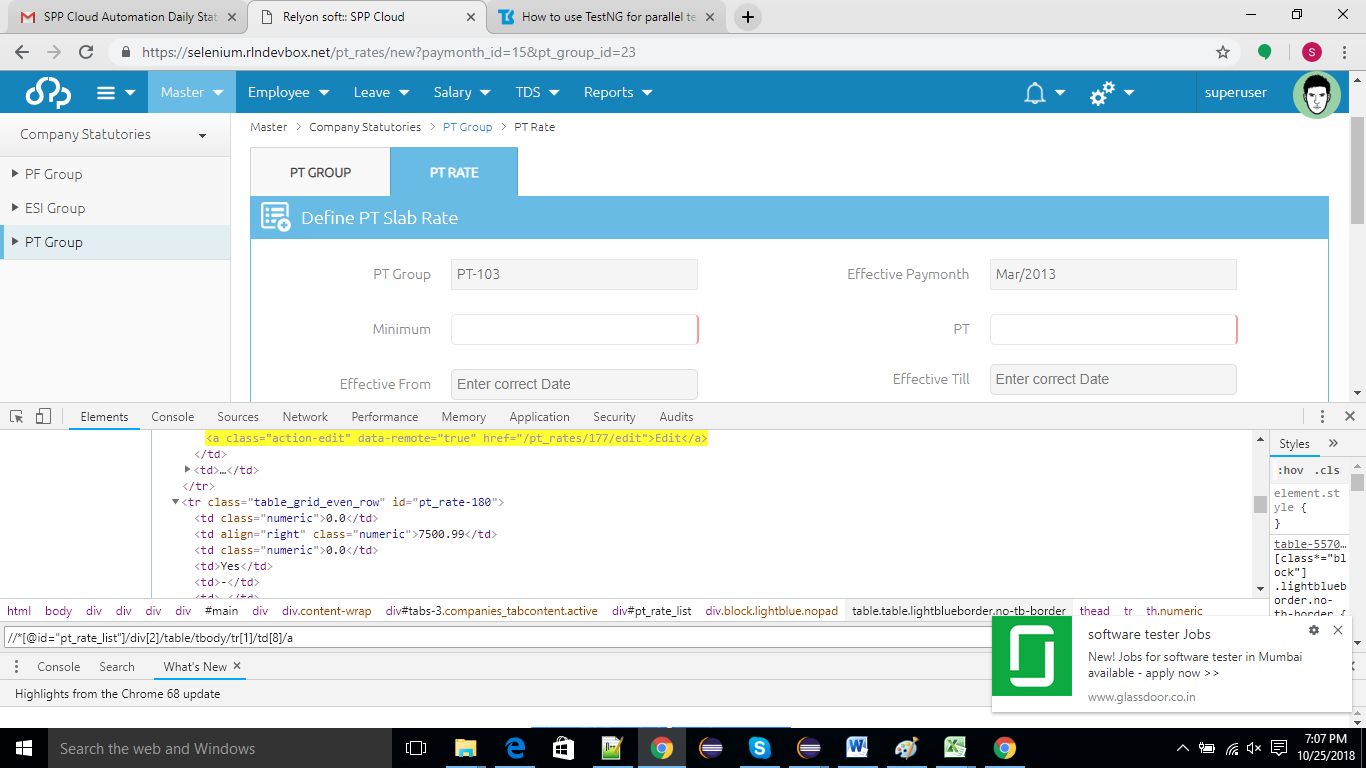 SPP Cloud Automation Daily Stat
Relyon soft:: SPP Cloud
How to use TestNG for parallel te
https://selenium.rlndevbox.net/pt_rates/new?paymonth_id=15&pt_group_id=23
S
Master
Employee
Leave
Salary
TDS
Reports
superuser
Company Statutories
PF Group
ESI Group
PT Group
Master > Company Statutories > PT Group > PT Rate
PT GROUP
PT RATE
Define PT Slab Rate
PT Group
PT-103
Effective Paymonth
Mar/2013
Minimum
PT
Effective From
Enter correct Date
Effective Till
Enter correct Date
Elements
Console
Sources
Network
Performance
Memory
Application
Security
Audits
<a class="action-edit" data-remote="true" href="/pt_rates/177/edit">Edit</a>
</td>
<td>…</td>
</tr>
<tr class="table_grid_even_row" id="pt_rate-180">
<td class="numeric">0.0</td>
<td align="right" class="numeric">7500.99</td>
<td class="numeric">0.0</td>
<td>Yes</td>
<td>-</td>
Styles
:hov .cls
element.st
yle {
}
table-5570…
[class*="bl
ock"]
.lightblueb
order.no-
tb-border {
html body div div div div #main div div.content-wrap div#tabs-3.companies_tabcontent.active div#pt_rate_list div.block.lightblue.nopad table.table.lightblueborder.no-tb-border thead tr th.numeric
//*[@id="pt_rate_list"]/div[2]/table/tbody/tr[1]/td[8]/a
Console
Search
What's New
Highlights from the Chrome 68 update
software tester Jobs
New! Jobs for software tester in Mumbai
available - apply now >>
www.glassdoor.co.in
Search the web and Windows
7:07 PM
10/25/2018